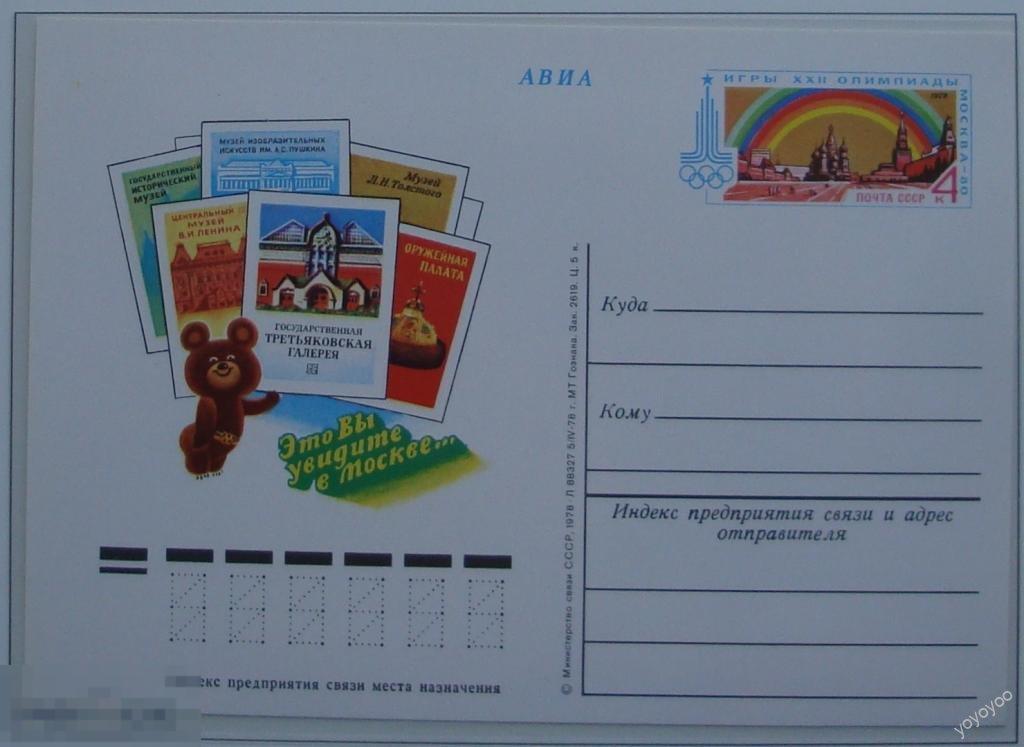 АВИА
ИГРЫ XXII ОЛИМПИАДЫ
МОСКВА-80
1978
ПОЧТА СССР
4
К
МУЗЕЙ ИЗОБРАЗИТЕЛЬНЫХ
ИСКУССТВ ИМ. А.С. ПУШКИНА
ГОСУДАРСТВЕННЫЙ
ИСТОРИЧЕСКИЙ
МУЗЕЙ
Музей
Л.Н. Толстого
ЦЕНТРАЛЬНЫЙ
МУЗЕЙ
В.И. ЛЕНИНА
ОРУЖЕЙНАЯ
ПАЛАТА
ГОСУДАРСТВЕННАЯ
ТРЕТЬЯКОВСКАЯ
ГАЛЕРЕЯ
Это Вы
увидите
в Москве...
Куда
Кому
Индекс предприятия связи и адрес
отправителя
© Министерство связи СССР, 1978 · Л 88327 5/IV-78 г. МТ Гознака. Зак. 2619. Ц. 5 к.
предприятия связи места назначения
yoyoyoo